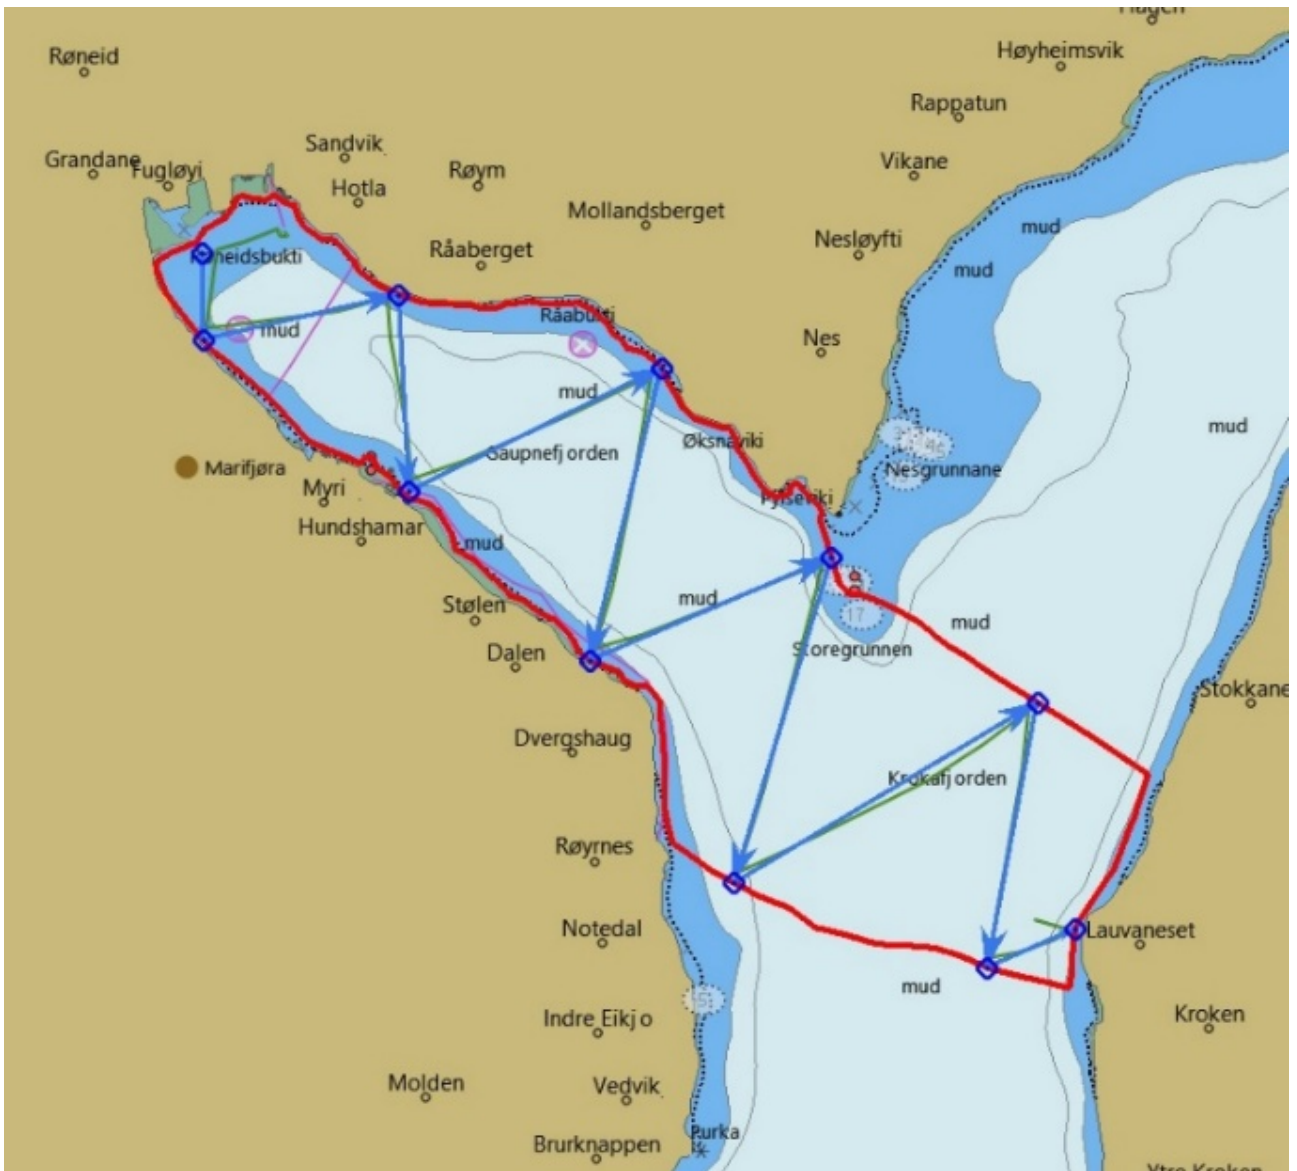 Høyheimsvik
Røneid
Rappatun
Sandvik
Grandane
Fugløyi
Røym
Vikane
Hotla
Mollandsberget
mud
Nesløyfti
Råaberget
mud
Råabukti
mud
Nes
mud
mud
Øksnaviki
Gaupnefjorden
Nesgrunnane
Marifjøra
Myri
Hundshamar
mud
Stølen
mud
17
mud
Storegrunnen
Dalen
Stokkane
Dvergshaug
Krokafjorden
Røyrnes
Notedal
Lauvaneset
mud
Indre Eikjo
Kroken
Molden
Vedvik
Brurknappen
Purka